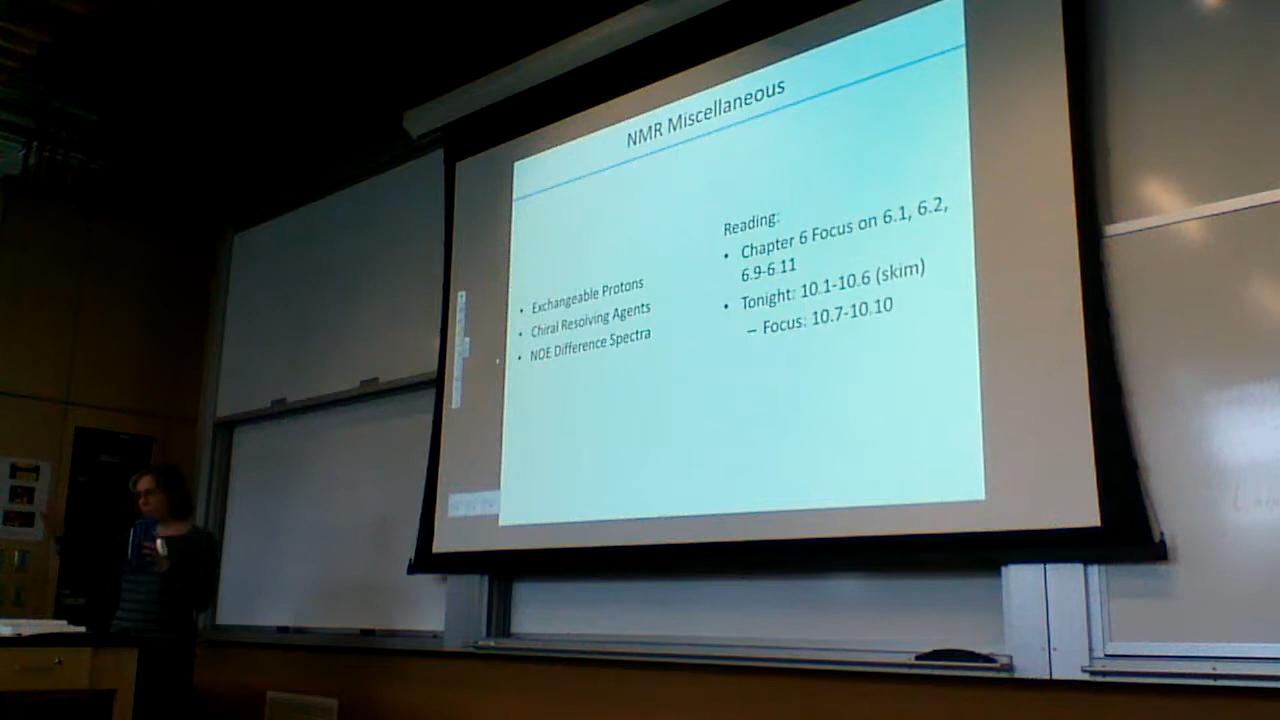 NMR Miscellaneous
• Exchangeable Protons
• Chiral Resolving Agents
• NOE Difference Spectra
Reading:
• Chapter 6 Focus on 6.1, 6.2,
6.9-6.11
• Tonight: 10.1-10.6 (skim)
– Focus: 10.7-10.10